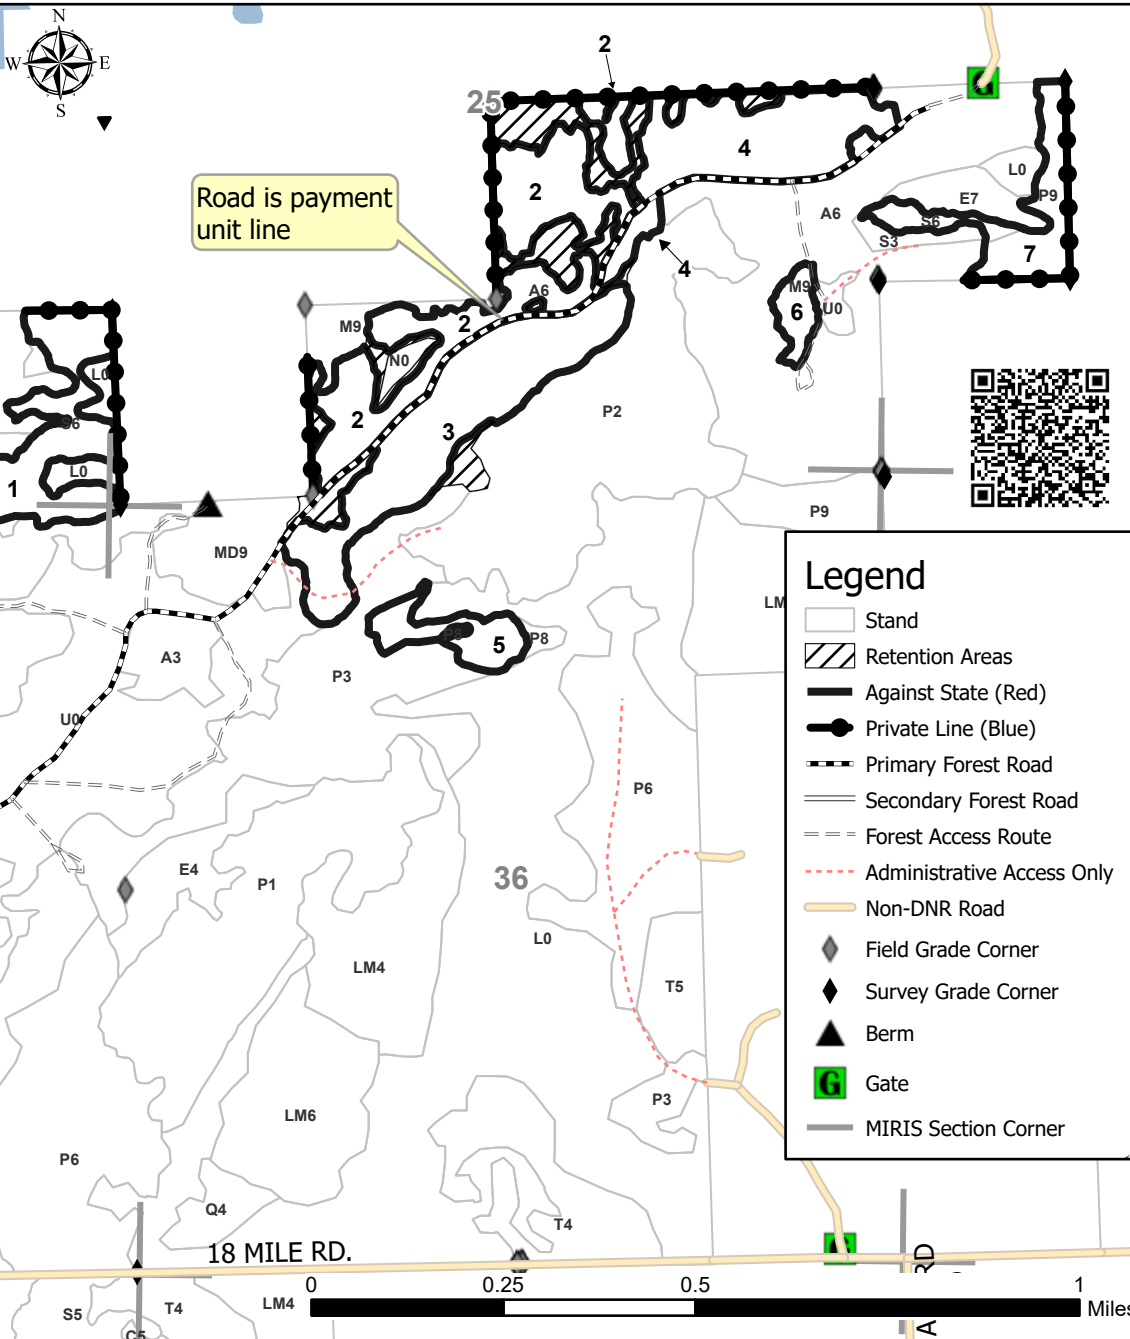 N
W
E
S
2
25
G
4
L0
Road is payment
unit line
2
E7
P9
A6
S6
S3
7
4
A6
M9
M9
2
6
U0
N0
L0
2
P2
S6
3
L0
1
P9
MD9
Legend
LM
Stand
P8
5
P8
A3
Retention Areas
P3
Against State (Red)
U0
Private Line (Blue)
Primary Forest Road
P6
Secondary Forest Road
Forest Access Route
E4
P1
36
Administrative Access Only
Non-DNR Road
L0
Field Grade Corner
LM4
T5
Survey Grade Corner
Berm
G
Gate
P3
LM6
MIRIS Section Corner
P6
Q4
T4
18 MILE RD.
G
RD
A
0
0.25
0.5
1
Miles
S5
T4
LM4
C5